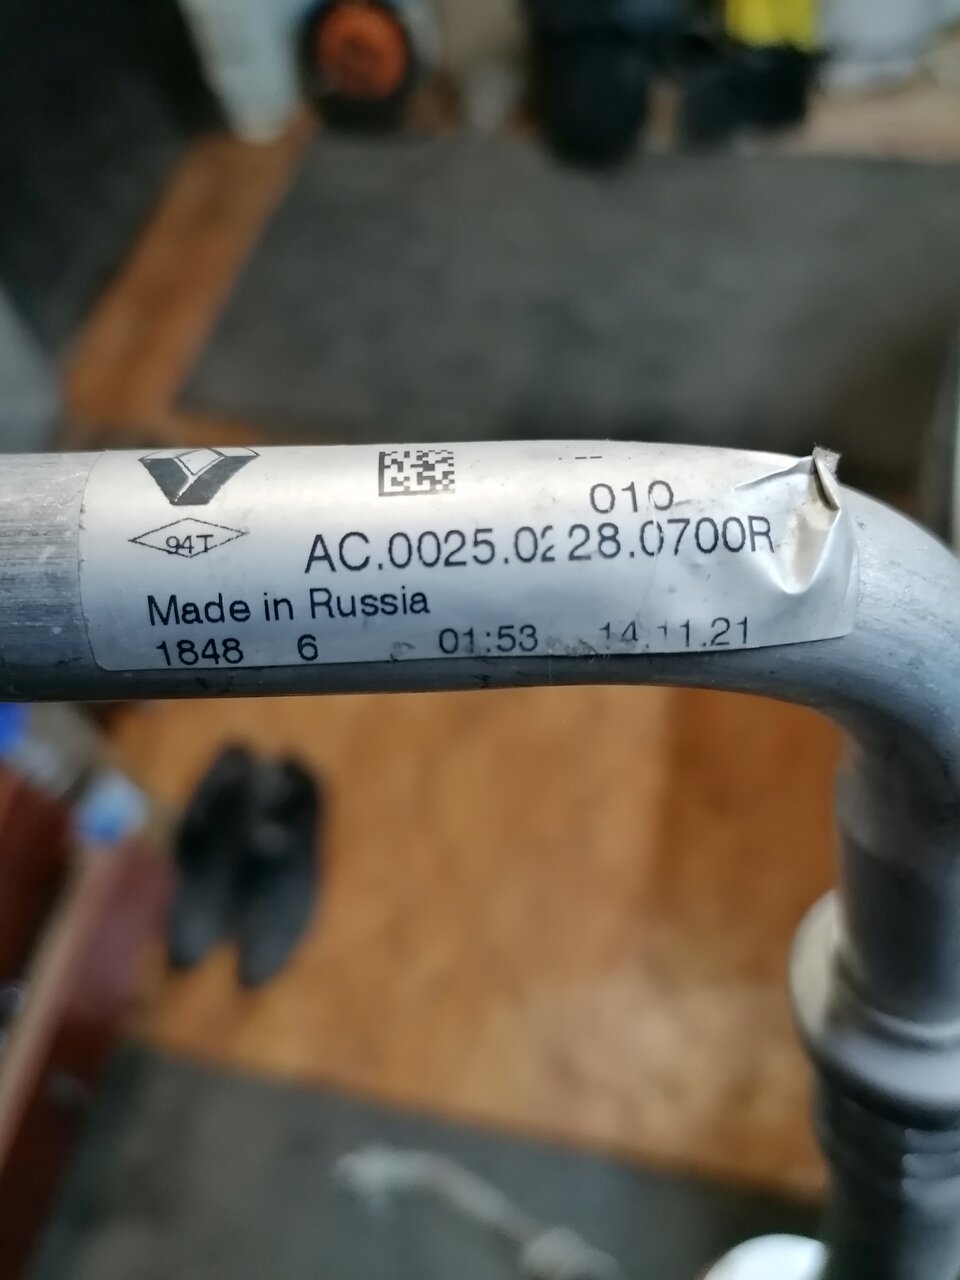 010
94T
AC.0025.0228.0700R
Made in Russia
1848 6 01:53 14.11.21